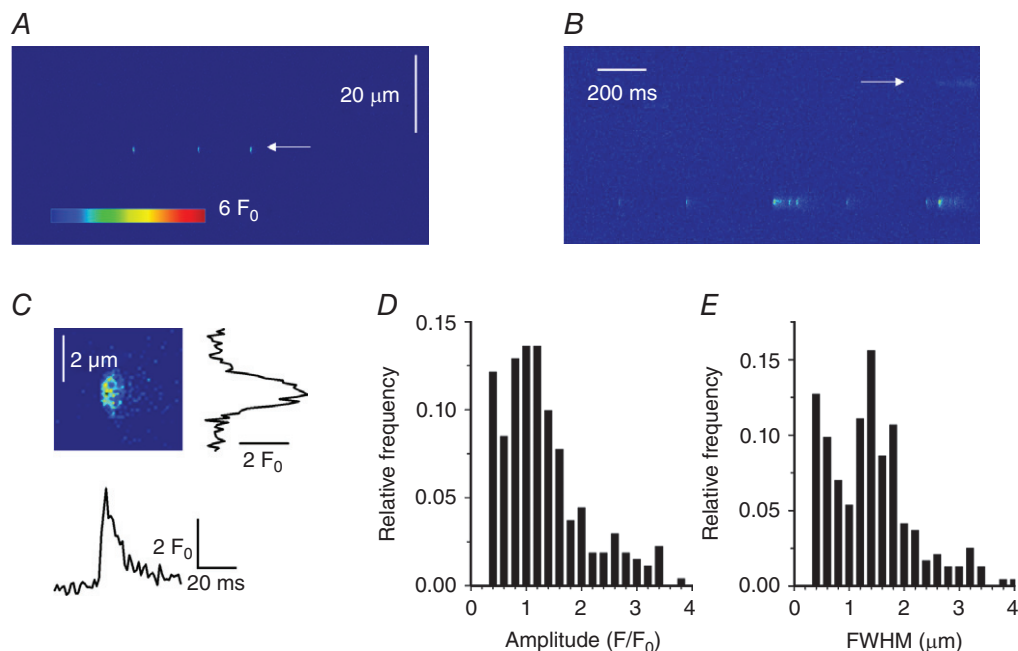 A
20 μm
6 F0
B
200 ms
C
2 μm
2 F0
2 F0
20 ms
D
0.15
0.10
0.05
0.00
Relative frequency
0 1 2 3 4
Amplitude (F/F0)
E
0.15
0.10
0.05
0
Relative frequency
0 1 2 3 4
FWHM (μm)